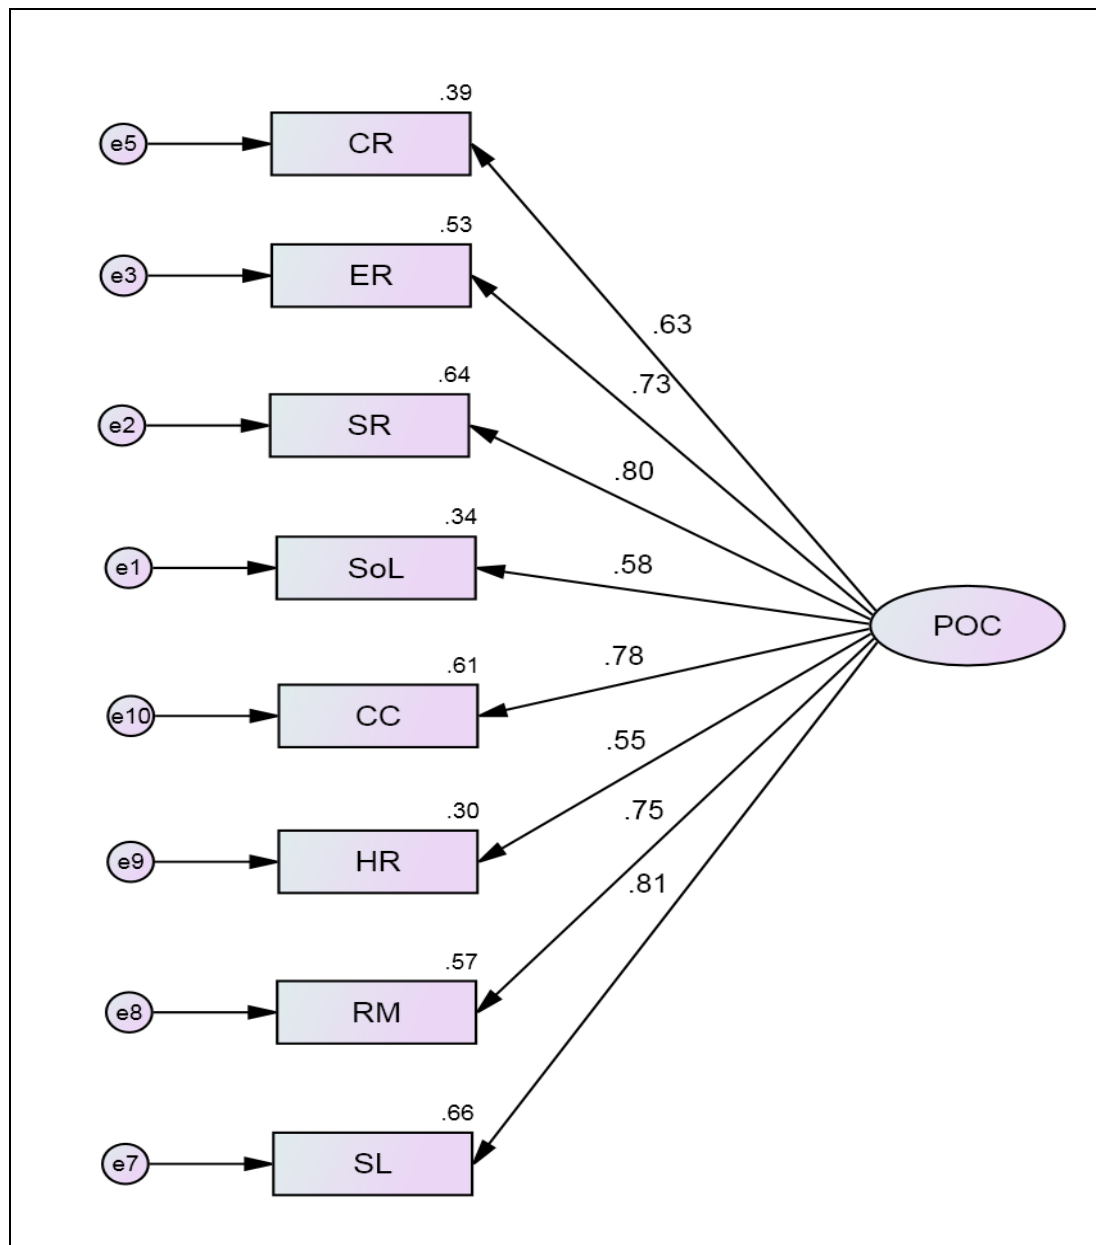 .39
e5 CR
.53
e3 ER
.63
.73
.64
e2 SR
.80
.34
e1 SoL
.58
POC
.61
e10 CC
.78
.55
.30
e9 HR
.75
.81
.57
e8 RM
.66
e7 SL